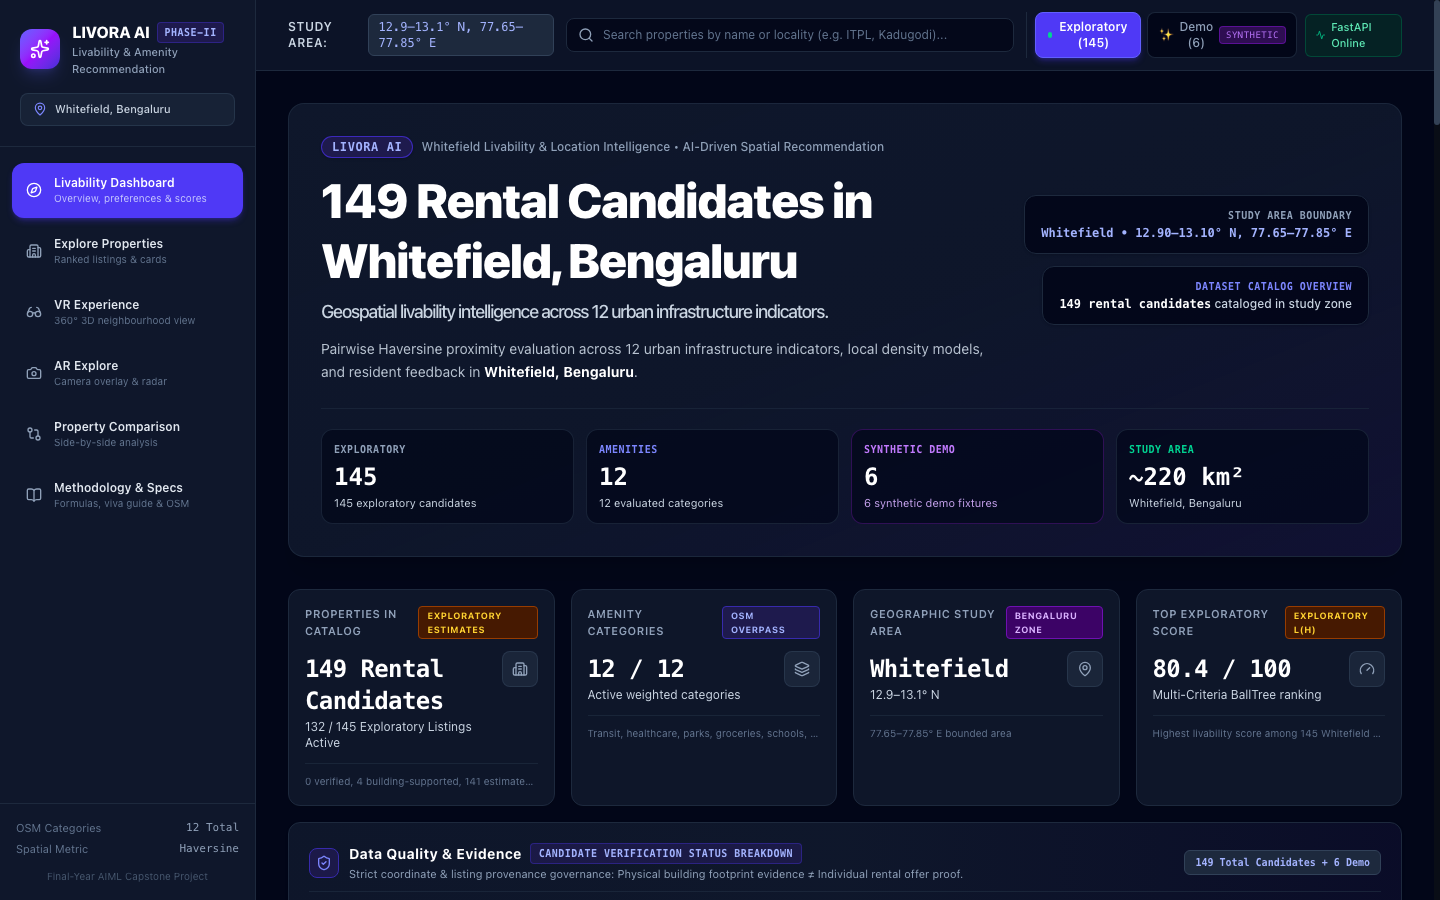 LIVORA AI PHASE-II
Livability & Amenity
Recommendation
Whitefield, Bengaluru
Livability Dashboard
Overview, preferences & scores
Explore Properties
Ranked listings & cards
VR Experience
360° 3D neighbourhood view
AR Explore
Camera overlay & radar
Property Comparison
Side-by-side analysis
Methodology & Specs
Formulas, viva guide & OSM
OSM Categories 12 Total
Spatial Metric Haversine
Final-Year AIML Capstone Project
STUDY
AREA:
12.9–13.1° N, 77.65–
77.85° E
Search properties by name or locality (e.g. ITPL, Kadugodi)...
Exploratory
(145)
Demo
(6)
SYNTHETIC
FastAPI
Online
LIVORA AI Whitefield Livability & Location Intelligence • AI-Driven Spatial Recommendation
149 Rental Candidates in
Whitefield, Bengaluru
Geospatial livability intelligence across 12 urban infrastructure indicators.
Pairwise Haversine proximity evaluation across 12 urban infrastructure indicators, local density models,
and resident feedback in Whitefield, Bengaluru.
STUDY AREA BOUNDARY
Whitefield • 12.90–13.10° N, 77.65–77.85° E
DATASET CATALOG OVERVIEW
149 rental candidates cataloged in study zone
EXPLORATORY
145
145 exploratory candidates
AMENITIES
12
12 evaluated categories
SYNTHETIC DEMO
6
6 synthetic demo fixtures
STUDY AREA
~220 km²
Whitefield, Bengaluru
PROPERTIES IN
CATALOG
EXPLORATORY
ESTIMATES
149 Rental
Candidates
132 / 145 Exploratory Listings
Active
0 verified, 4 building-supported, 141 estimate...
AMENITY
CATEGORIES
OSM
OVERPASS
12 / 12
Active weighted categories
Transit, healthcare, parks, groceries, schools, ...
GEOGRAPHIC STUDY
AREA
BENGALURU
ZONE
Whitefield
12.9–13.1° N
77.65–77.85° E bounded area
TOP EXPLORATORY
SCORE
EXPLORATORY
L(H)
80.4 / 100
Multi-Criteria BallTree ranking
Highest livability score among 145 Whitefield ...
Data Quality & Evidence CANDIDATE VERIFICATION STATUS BREAKDOWN
Strict coordinate & listing provenance governance: Physical building footprint evidence ≠ Individual rental offer proof.
149 Total Candidates + 6 Demo